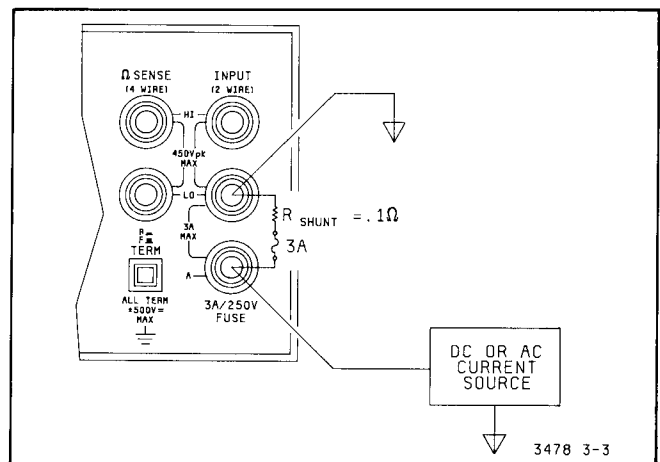 Ω SENSE
(4 WIRE)
INPUT
(2 WIRE)
HI
450Vpk
MAX
LO
3A
MAX
R SHUNT = .1Ω
3A
R
F
TERM
A
ALL TERM
±500V=
MAX
3A/250V
FUSE
DC OR AC
CURRENT
SOURCE
3478 3-3